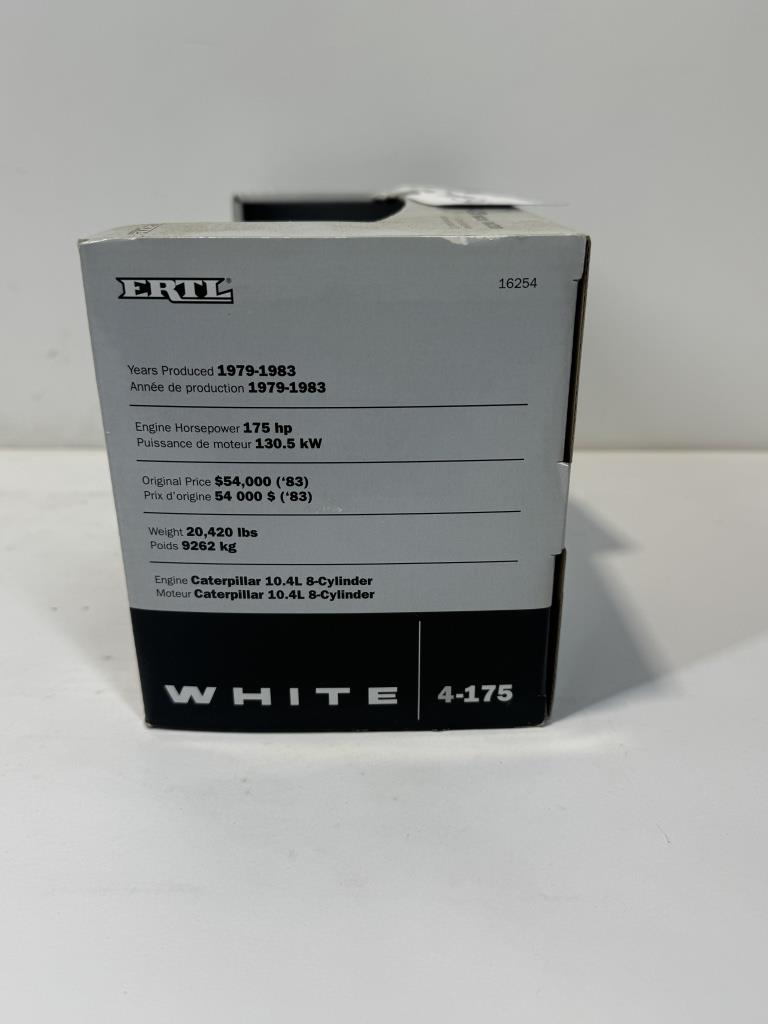 ERTL®
16254
Years Produced 1979-1983
Année de production 1979-1983
Engine Horsepower 175 hp
Puissance de moteur 130.5 kW
Original Price $54,000 (‘83)
Prix d'origine 54 000 $ (‘83)
Weight 20,420 lbs
Poids 9262 kg
Engine Caterpillar 10.4L 8-Cylinder
Moteur Caterpillar 10.4L 8-Cylinder
WHITE 4-175